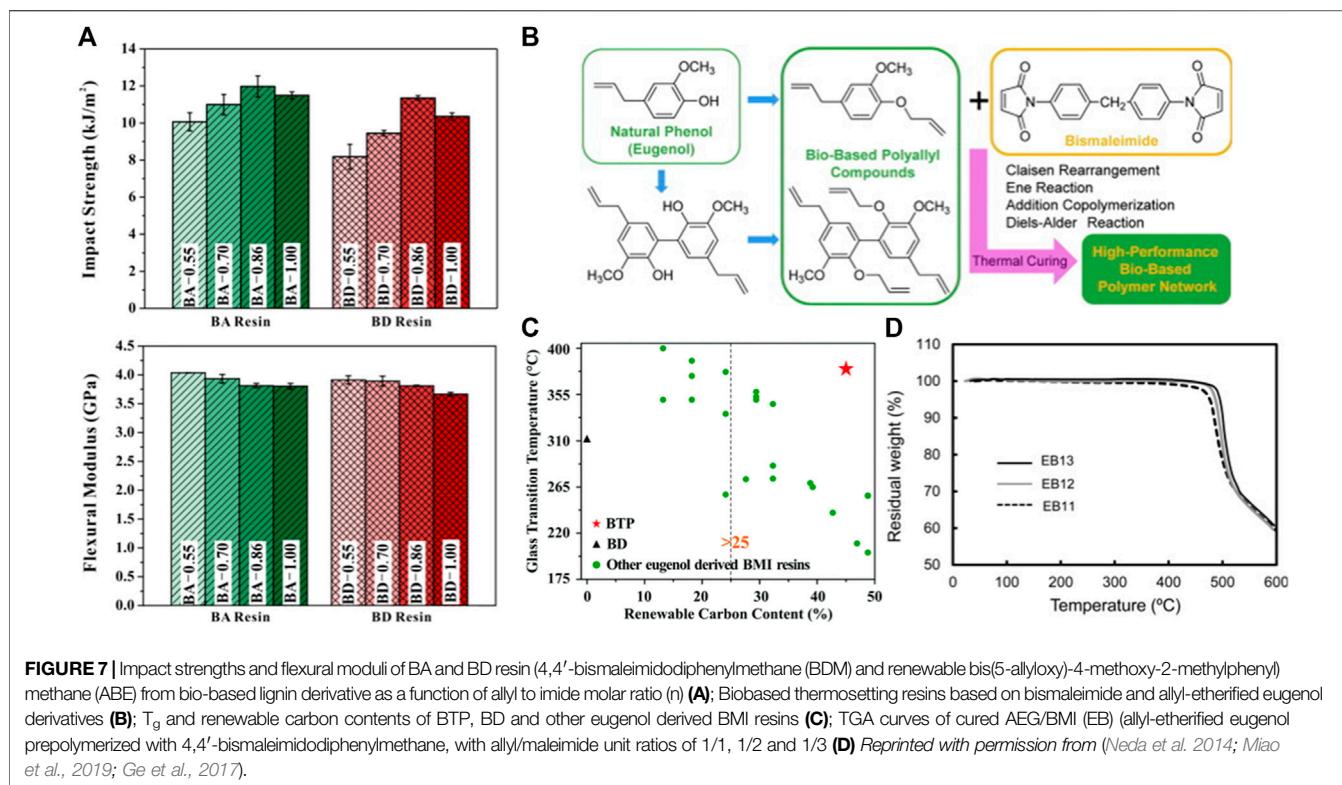 A
Impact Strength (kJ/m²)
14
12
10
8
6
4
2
0
BA−0.55
BA−0.70
BA−0.86
BA−1.00
BD−0.55
BD−0.70
BD−0.86
BD−1.00
BA Resin
BD Resin
Flexural Modulus (GPa)
4.5
4.0
3.5
3.0
2.5
2.0
1.5
1.0
0.5
0.0
BA−0.55
BA−0.70
BA−0.86
BA−1.00
BD−0.55
BD−0.70
BD−0.86
BD−1.00
BA Resin
BD Resin
B
OCH₃
OH
Natural Phenol
(Eugenol)
HO
OCH₃
H₃CO
OH
OCH₃
O
Bio-Based Polyallyl
Compounds
O
OCH₃
H₃CO
O
+
O
N
O
CH₂
O
N
O
Bismaleimide
Claisen Rearrangement
Ene Reaction
Addition Copolymerization
Diels-Alder Reaction
Thermal Curing
High-Performance
Bio-Based
Polymer Network
C
Glass Transition Temperature (°C)
400
355
310
265
220
175
BTP
BD
Other eugenol derived BMI resins
>25
0
10
20
30
40
50
Renewable Carbon Content (%)
D
Residual weight (%)
110
100
90
80
70
60
50
EB13
EB12
EB11
0
100
200
300
400
500
600
Temperature (ºC)
FIGURE 7 | Impact strengths and flexural moduli of BA and BD resin (4,4′-bismaleimidodiphenylmethane (BDM) and renewable bis(5-allyloxy)-4-methoxy-2-methylphenyl)
methane (ABE) from bio-based lignin derivative as a function of allyl to imide molar ratio (n) (A); Biobased thermosetting resins based on bismaleimide and allyl-etherified eugenol
derivatives (B); Tg and renewable carbon contents of BTP, BD and other eugenol derived BMI resins (C); TGA curves of cured AEG/BMI (EB) (allyl-etherified eugenol
prepolymerized with 4,4′-bismaleimidodiphenylmethane, with allyl/maleimide unit ratios of 1/1, 1/2 and 1/3 (D) Reprinted with permission from (Neda et al. 2014; Miao
et al., 2019; Ge et al., 2017).